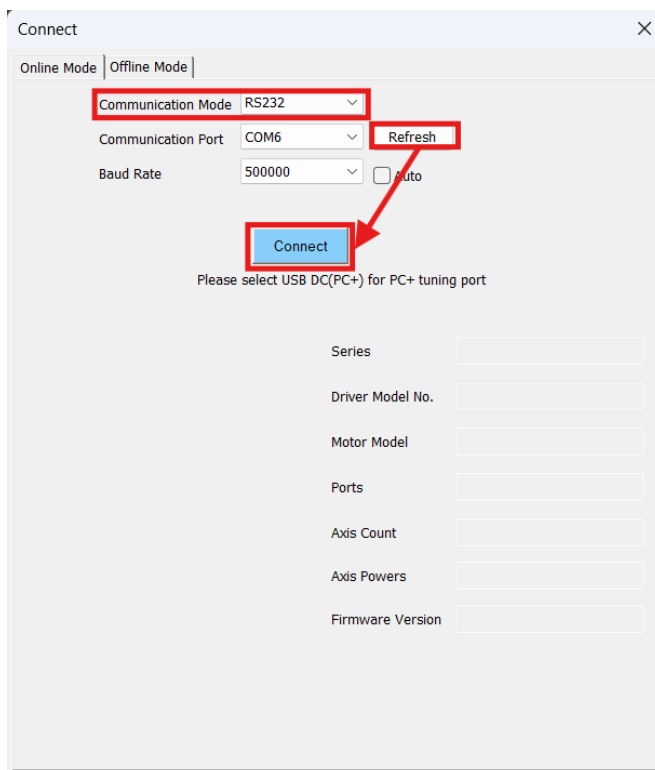 Connect
Online Mode Offline Mode
Communication Mode RS232
Communication Port COM6 Refresh
Baud Rate 500000 Auto
Connect
Please select USB DC(PC+) for PC+ tuning port
Series
Driver Model No.
Motor Model
Ports
Axis Count
Axis Powers
Firmware Version